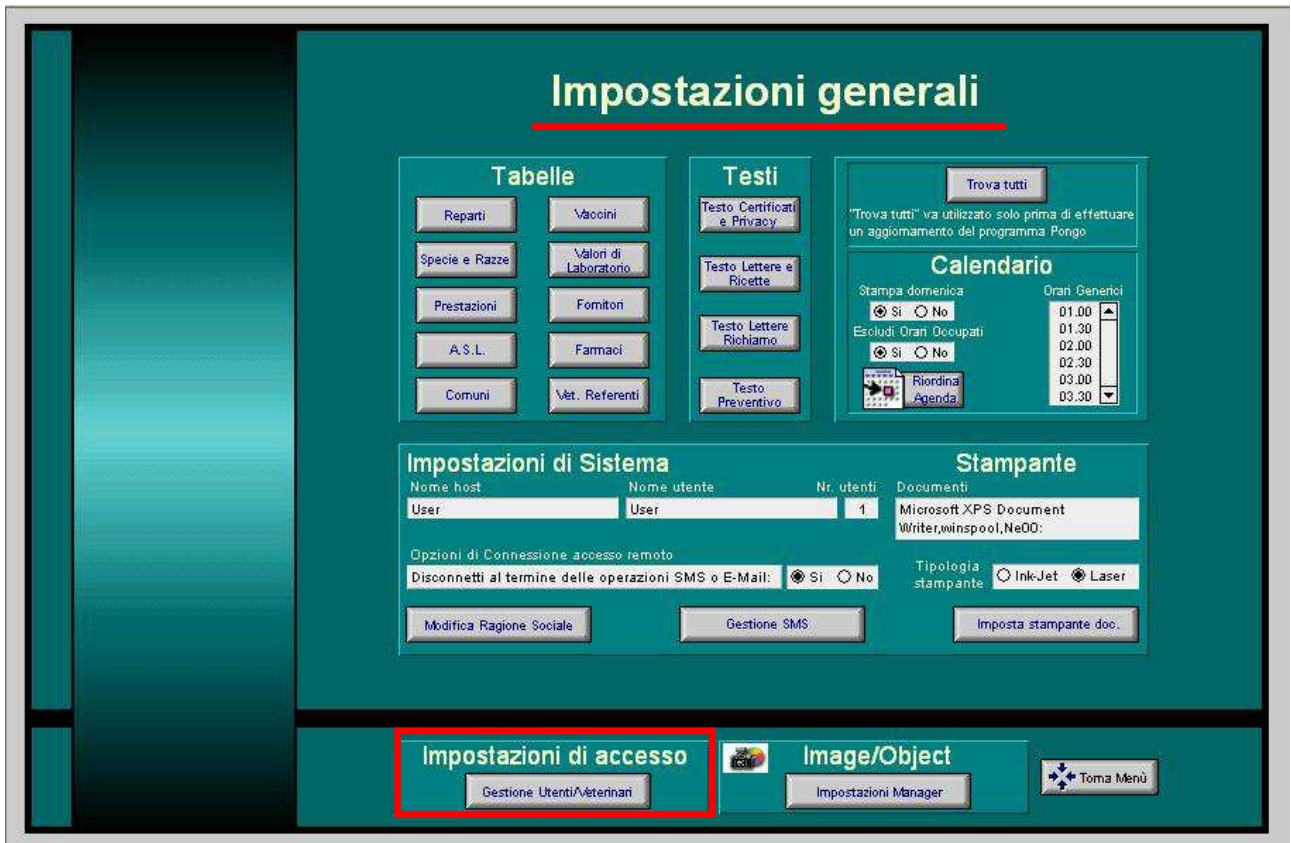 Impostazioni generali
Tabelle
Reparti
Vaccini
Specie e Razze
Valori di
Laboratorio
Prestazioni
Fornitori
A.S.L.
Farmaci
Comuni
Vet. Referenti
Testi
Testo Certificati
e Privacy
Testo Lettere e
Ricette
Testo Lettere
Richiamo
Testo
Preventivo
Trova tutti
"Trova tutti" va utilizzato solo prima di effettuare
un aggiornamento del programma Pongo
Calendario
Stampa domenica
Si No
Escludi Orari Occupati
Si No
Riordina
Agenda
Orari Generici
01.00
01.30
02.00
02.30
03.00
03.30
Impostazioni di Sistema
Nome host
User
Nome utente
User
Nr. utenti
1
Opzioni di Connessione accesso remoto
Disconnetti al termine delle operazioni SMS o E-Mail: Si No
Modifica Ragione Sociale
Gestione SMS
Stampante
Documenti
Microsoft XPS Document
Writer,winspool,Ne00:
Tipologia
stampante
Ink-Jet Laser
Imposta stampante doc.
Impostazioni di accesso
Gestione Utenti/Veterinari
Image/Object
Impostazioni Manager
Torna Menù